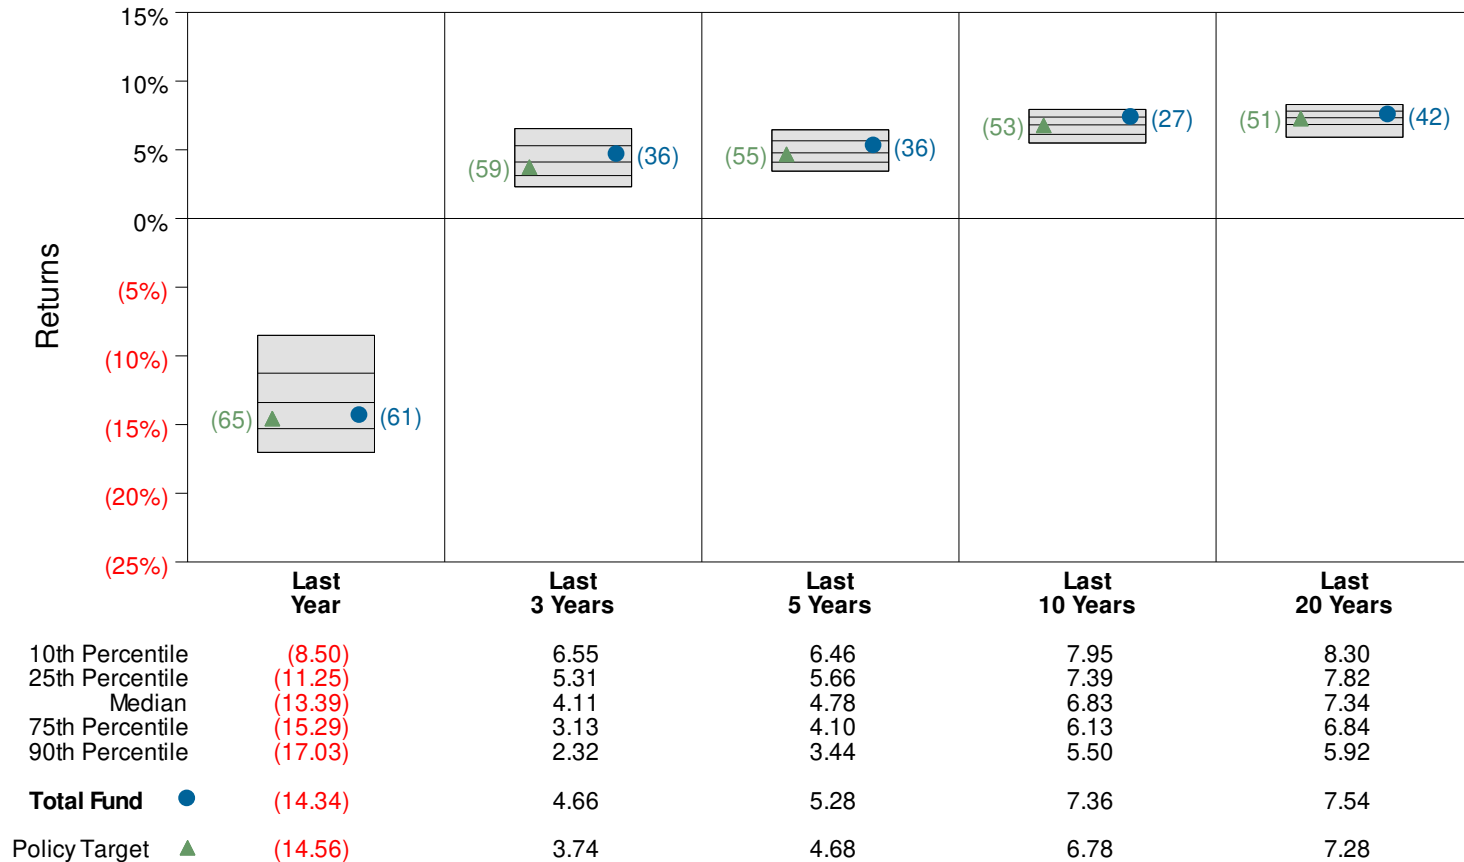 15%
10%
5%
0%
(5%)
(10%)
(15%)
(20%)
(25%)
Returns
(65) (61)
(59) (36)
(55) (36)
(53) (27)
(51) (42)
Last Year
Last 3 Years
Last 5 Years
Last 10 Years
Last 20 Years
10th Percentile (8.50) 6.55 6.46 7.95 8.30
25th Percentile (11.25) 5.31 5.66 7.39 7.82
Median (13.39) 4.11 4.78 6.83 7.34
75th Percentile (15.29) 3.13 4.10 6.13 6.84
90th Percentile (17.03) 2.32 3.44 5.50 5.92
Total Fund (14.34) 4.66 5.28 7.36 7.54
Policy Target (14.56) 3.74 4.68 6.78 7.28